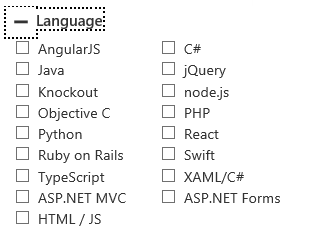 Language
AngularJS C#
Java jQuery
Knockout node.js
Objective C PHP
Python React
Ruby on Rails Swift
TypeScript XAML/C#
ASP.NET MVC ASP.NET Forms
HTML / JS